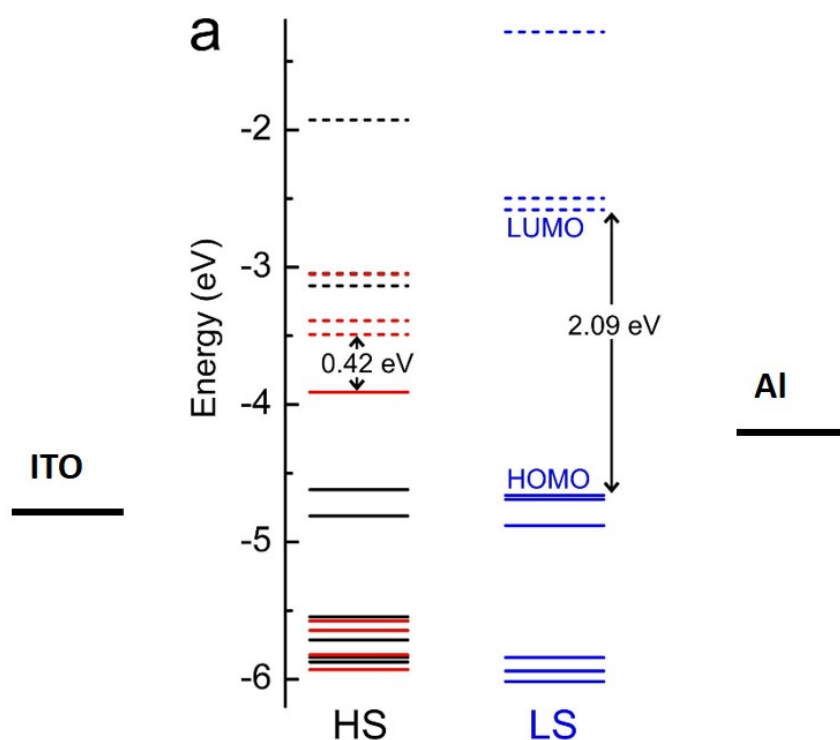 a
Energy (eV)
-2
-3
-4
-5
-6
ITO
0.42 eV
HS
LUMO
2.09 eV
HOMO
LS
Al